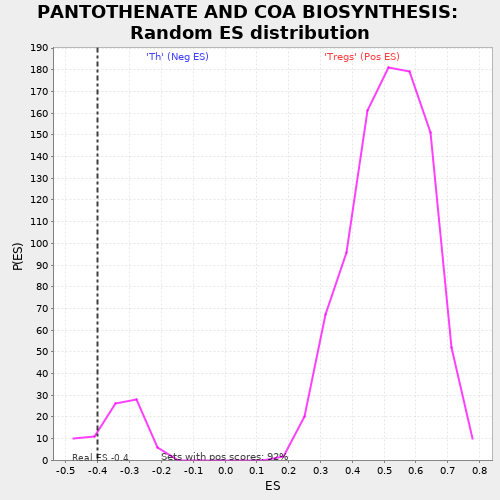 PANTOTHENATE AND COA BIOSYNTHESIS:
Random ES distribution
'Th' (Neg ES) 'Tregs' (Pos ES)
190
180
170
160
150
140
130
120
110
100
90
80
70
60
50
40
30
20
10
0
P(ES)
Real ES -0.4 Sets with pos scores: 92%
-0.5 -0.4 -0.3 -0.2 -0.1 0.0 0.1 0.2 0.3 0.4 0.5 0.6 0.7 0.8
ES